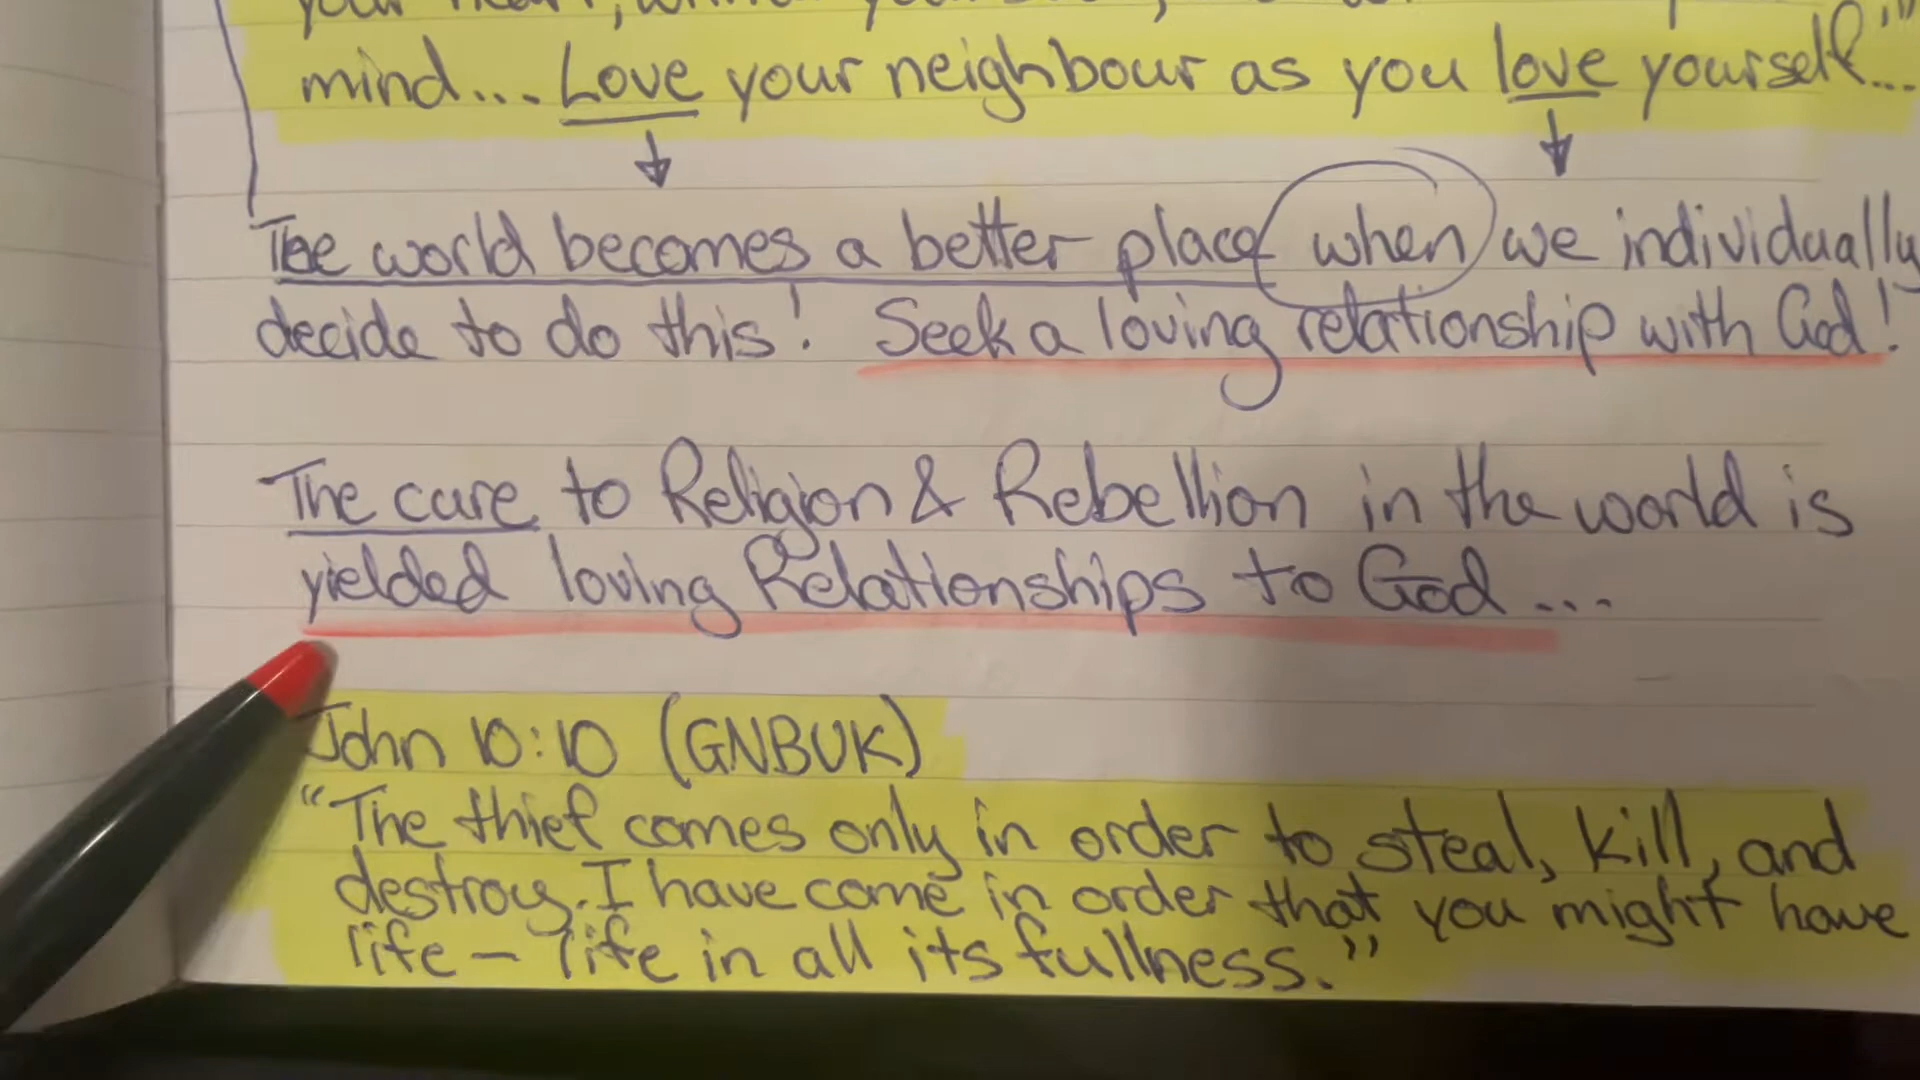 your heart, with
mind... Love your neighbour as you love yourself"...
The world becomes a better place when we individually
decide to do this! Seek a loving relationship with God!
The cure to Religion & Rebellion in the world is
yielded loving Relationships to God...
John 10:10 (GNBUK)
"The thief comes only in order to steal, kill, and
destroy. I have come in order that you might have
life - life in all its fullness."